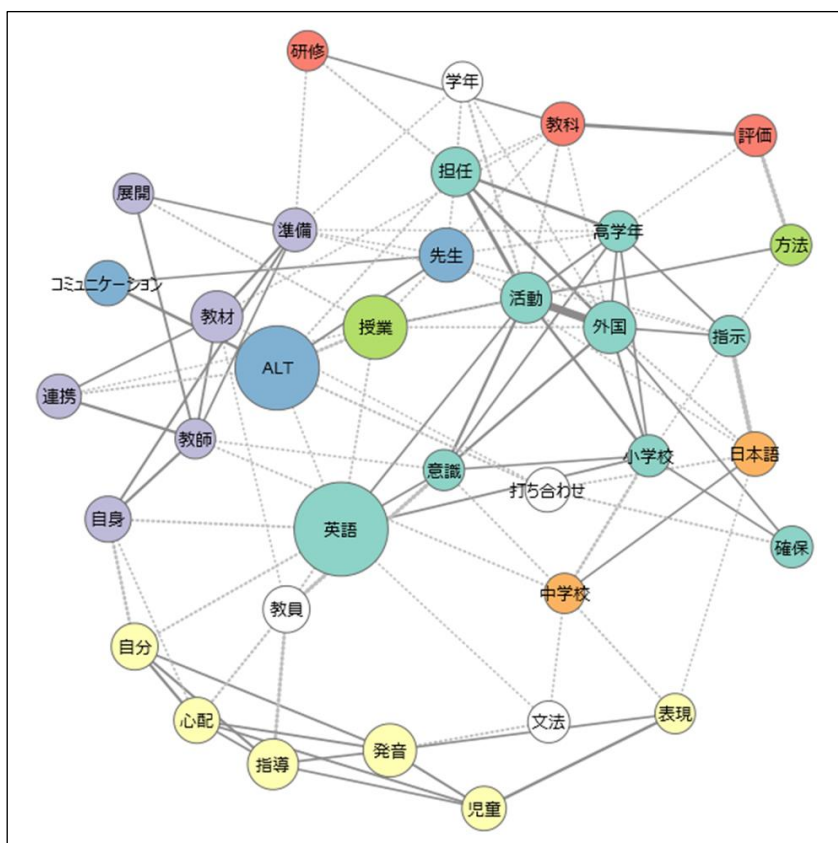 研修
学年
教科
評価
担任
展開
準備
高学年
先生
方法
コミュニケーション
活動
教材
授業
外国
指示
ALT
連携
教師
日本語
意識
小学校
打ち合わせ
自身
英語
確保
中学校
教員
自分
心配
文法
表現
発音
指導
児童